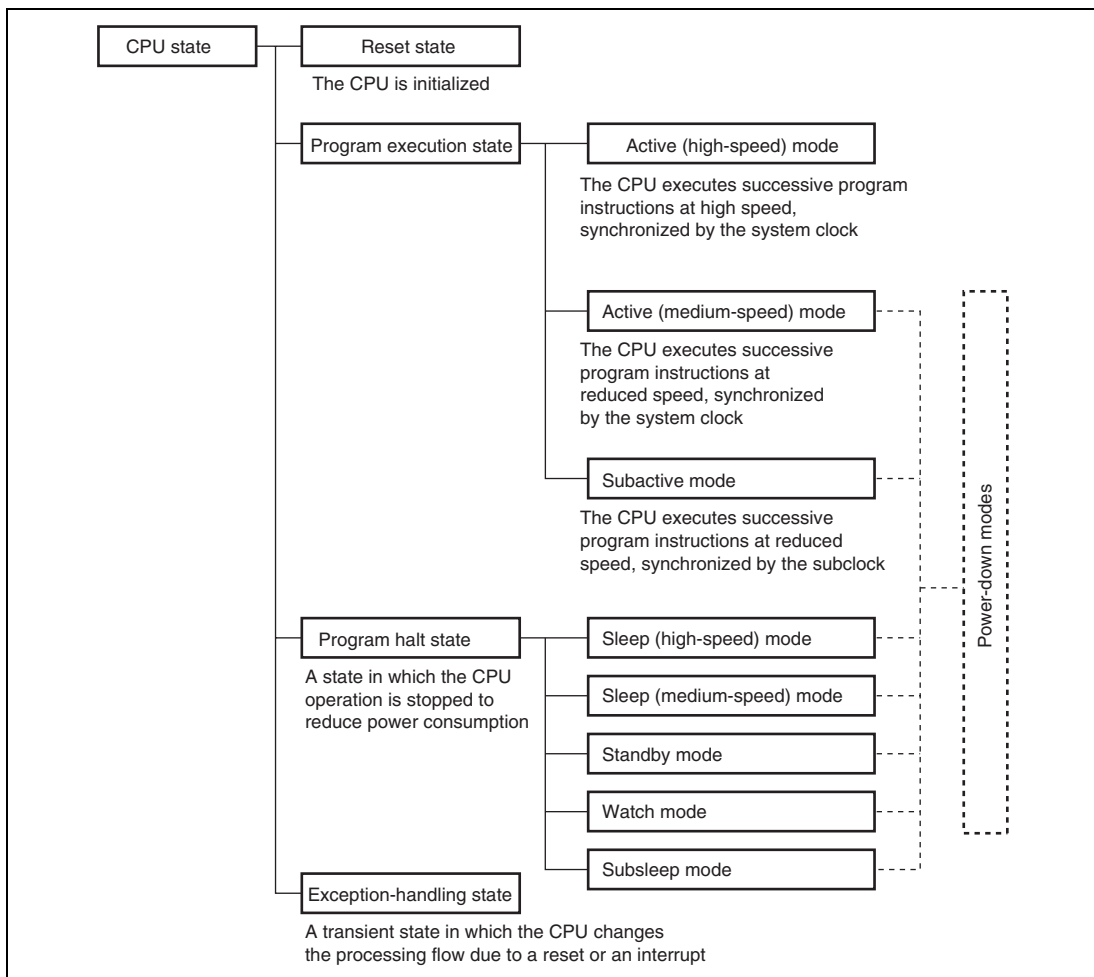 CPU state
Reset state
The CPU is initialized
Program execution state
Active (high-speed) mode
The CPU executes successive program
instructions at high speed,
synchronized by the system clock
Active (medium-speed) mode
The CPU executes successive
program instructions at
reduced speed, synchronized
by the system clock
Subactive mode
The CPU executes successive
program instructions at reduced
speed, synchronized by the subclock
Power-down modes
Program halt state
A state in which the CPU
operation is stopped to
reduce power consumption
Sleep (high-speed) mode
Sleep (medium-speed) mode
Standby mode
Watch mode
Subsleep mode
Exception-handling state
A transient state in which the CPU changes
the processing flow due to a reset or an interrupt